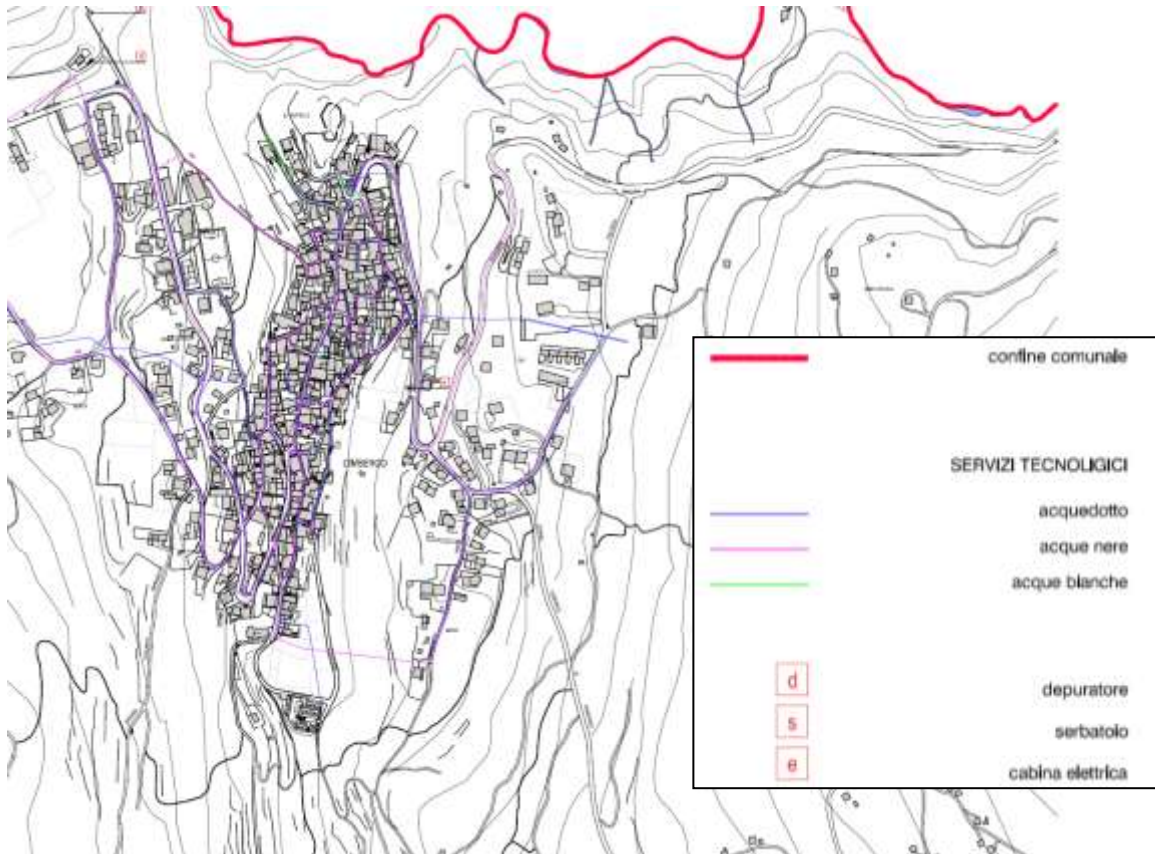 confine comunale
SERVIZI TECNOLIGICI
acquedotto
acque nere
acque bianche
d
depuratore
s
serbatoio
e
cabina elettrica